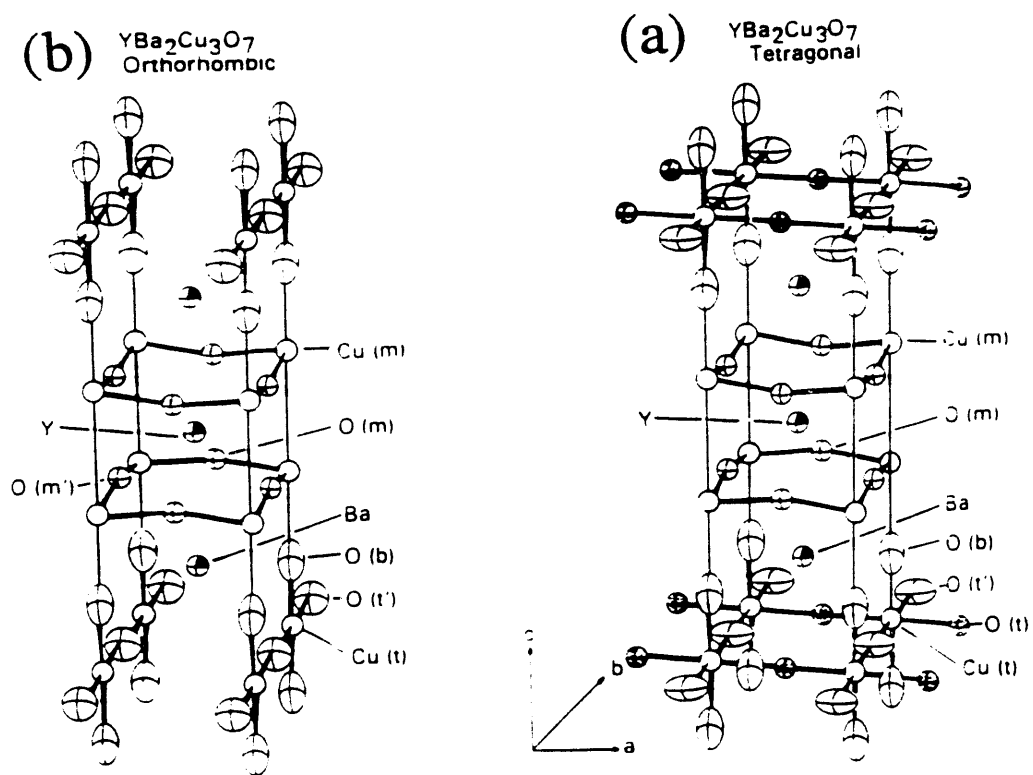 (b)
YBa2Cu3O7
Orthorhombic
Cu (m)
Y
O (m)
O (m')
Ba
O (b)
O (t')
Cu (t)
(a)
YBa2Cu3O7
Tetragonal
Cu (m)
O (m)
Y
Ba
O (b)
O (t')
O (t)
Cu (t)
c
b
a